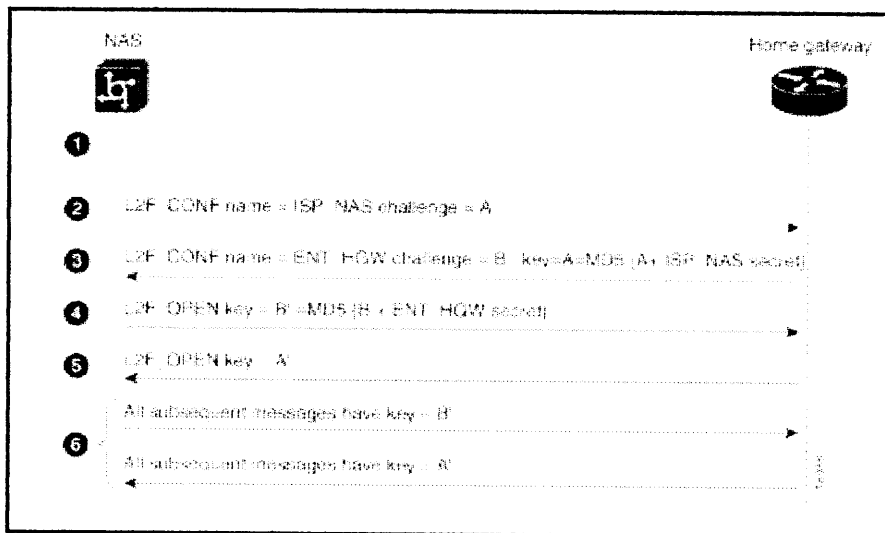 NAS
Home gateway
1
2 L2F_CONF name = ISP_NAS challenge = A
3 L2F_CONF name = ENT_HGW challenge = B key=A=MD5 {A+ ISP_NAS secret}
4 L2F_OPEN key = B' =MD5 {B + ENT_HGW secret}
5 L2F_OPEN key = A'
All subsequent messages have key = B'
6
All subsequent messages have key = A'